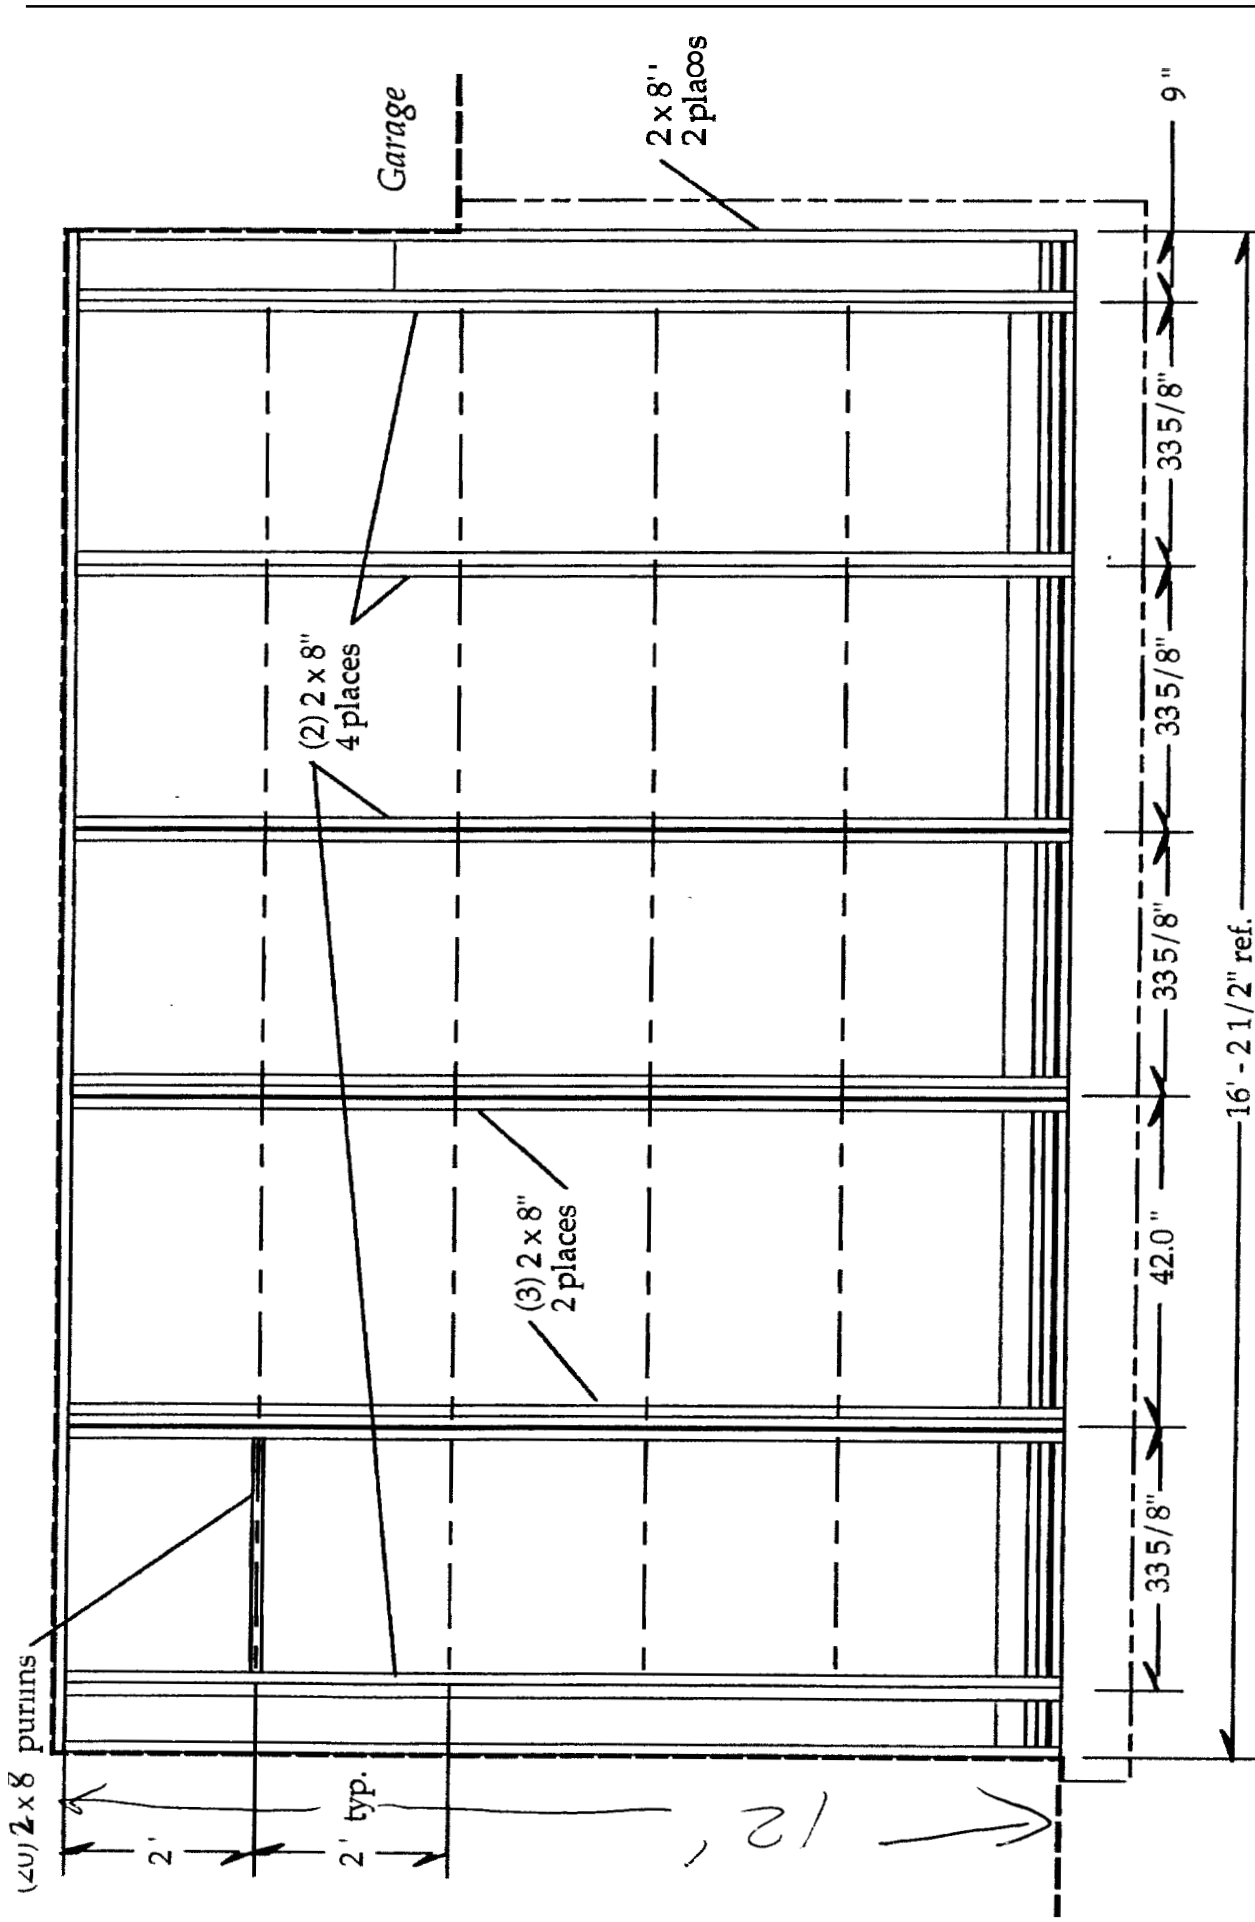 (20) 2 x 8 purlins
2'
2' typ.
12'
(2) 2 x 8"
4 places
(3) 2 x 8"
2 places
Garage
2 x 8''
2 places
33 5/8"
42.0"
33 5/8"
33 5/8"
33 5/8"
9"
16' - 2 1/2" ref.